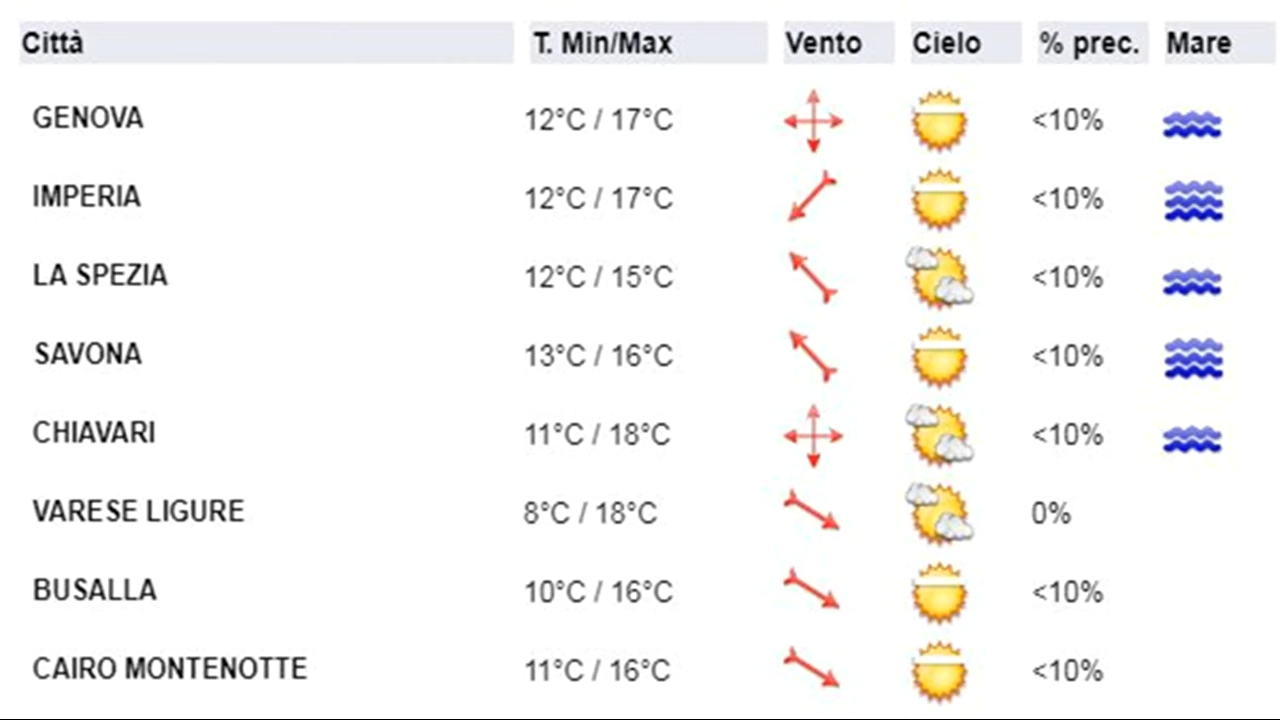 Città T. Min/Max Vento Cielo % prec. Mare
GENOVA 12°C / 17°C <10%
IMPERIA 12°C / 17°C <10%
LA SPEZIA 12°C / 15°C <10%
SAVONA 13°C / 16°C <10%
CHIAVARI 11°C / 18°C <10%
VARESE LIGURE 8°C / 18°C 0%
BUSALLA 10°C / 16°C <10%
CAIRO MONTENOTTE 11°C / 16°C <10%